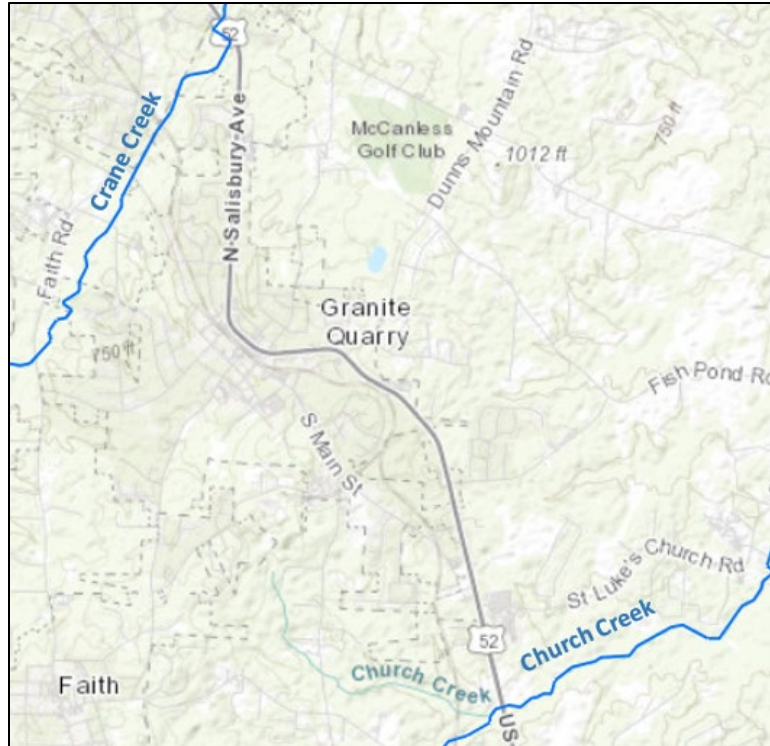 52
Crane Creek
N Salisbury Ave
McCanless
Golf Club
Dunns Mountain Rd
1012 ft
750 ft
Faith Rd
Granite
Quarry
750 ft
Fish Pond Rd
S Main St
St Luke's Church Rd
52
Church Creek
Church Creek
Faith
US-